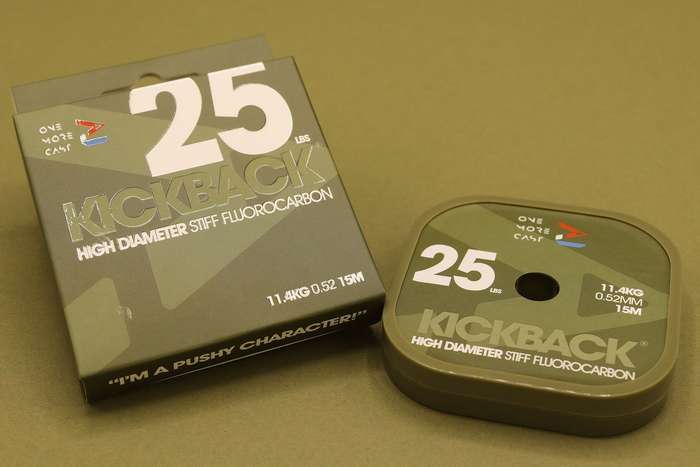 25
LBS
ONE
MORE
CAST
KICKBACK®
HIGH DIAMETER STIFF FLUOROCARBON
11.4KG 0.52 15M
"I'M A PUSHY CHARACTER!"
ONE
MORE
CAST
25
LBS
11.4KG
0.52MM
15M
KICKBACK®
HIGH DIAMETER STIFF FLUOROCARBON